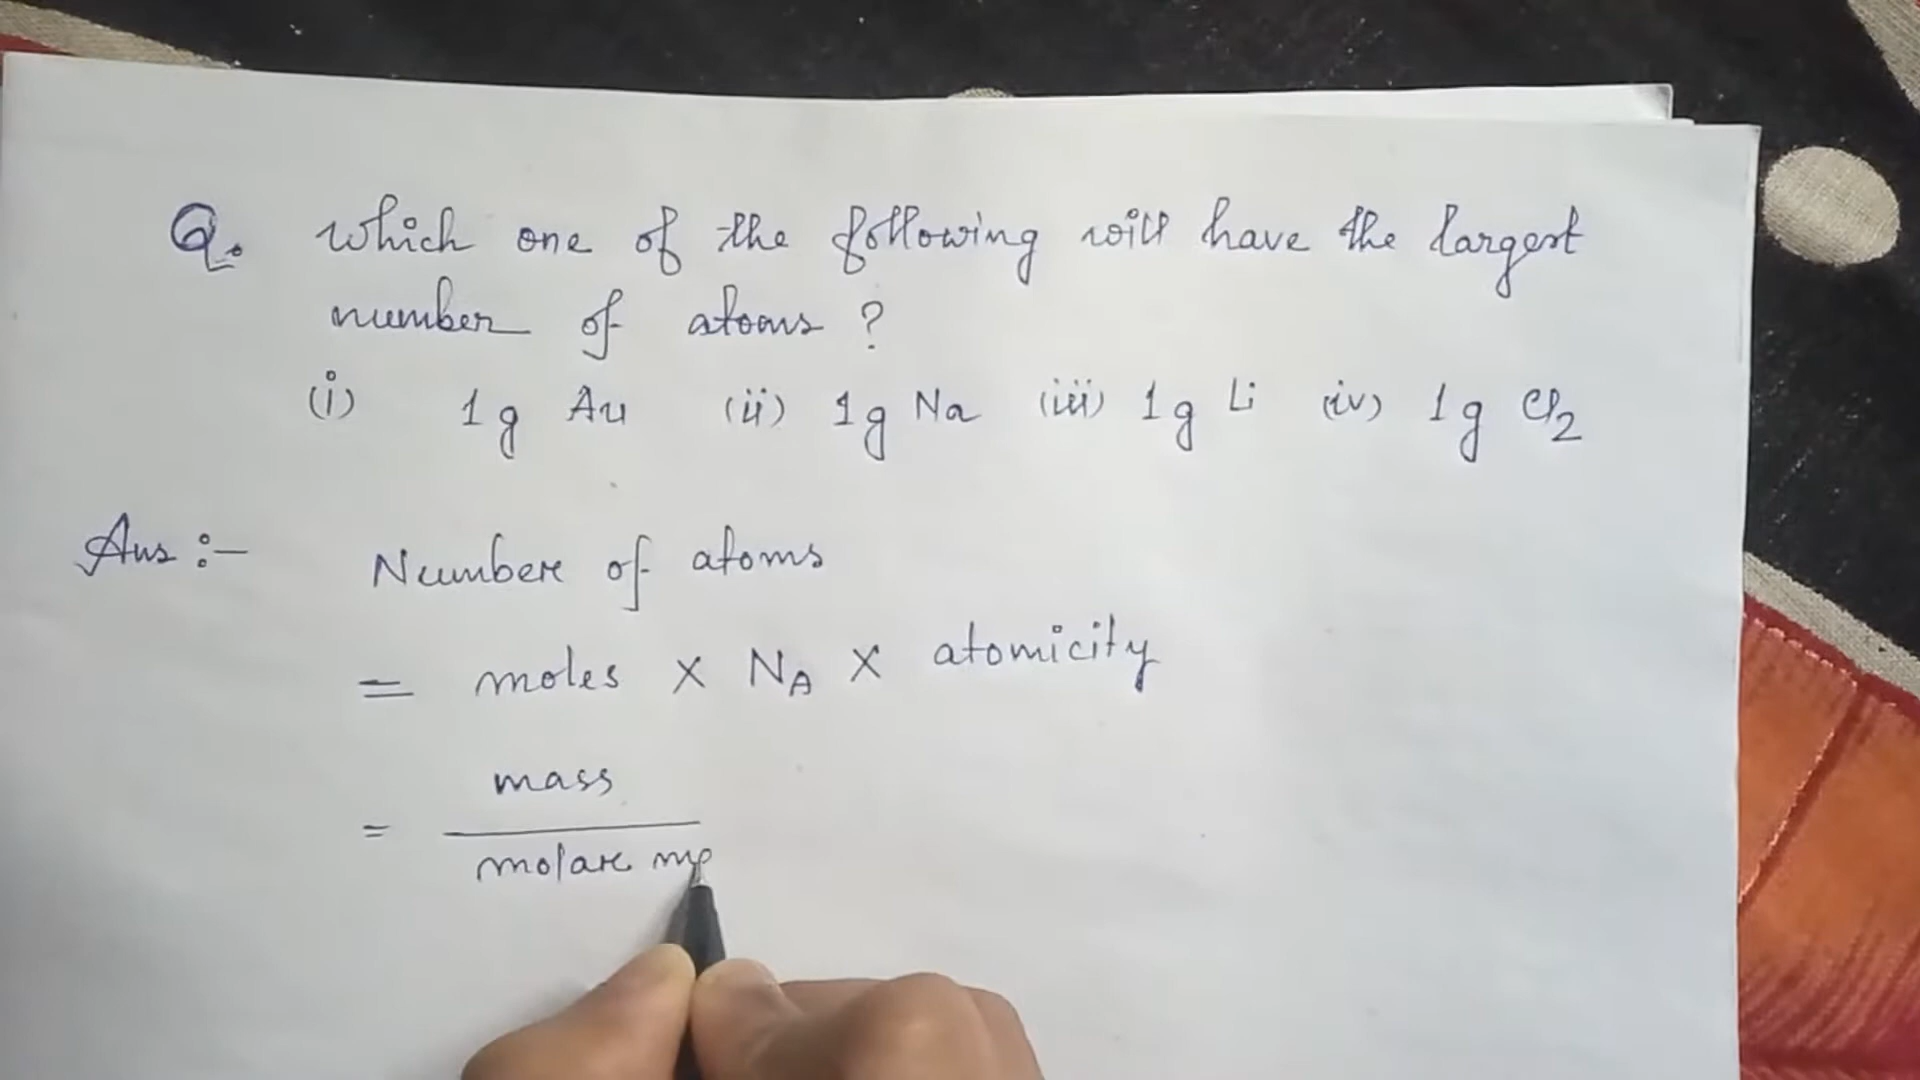 Q. which one of the following will have the largest
number of atoms ?
(i) 1g Au (ii) 1g Na (iii) 1g Li (iv) 1g Cl₂
Ans :- Number of atoms
= moles X N_A X atomicity
mass
=
molar